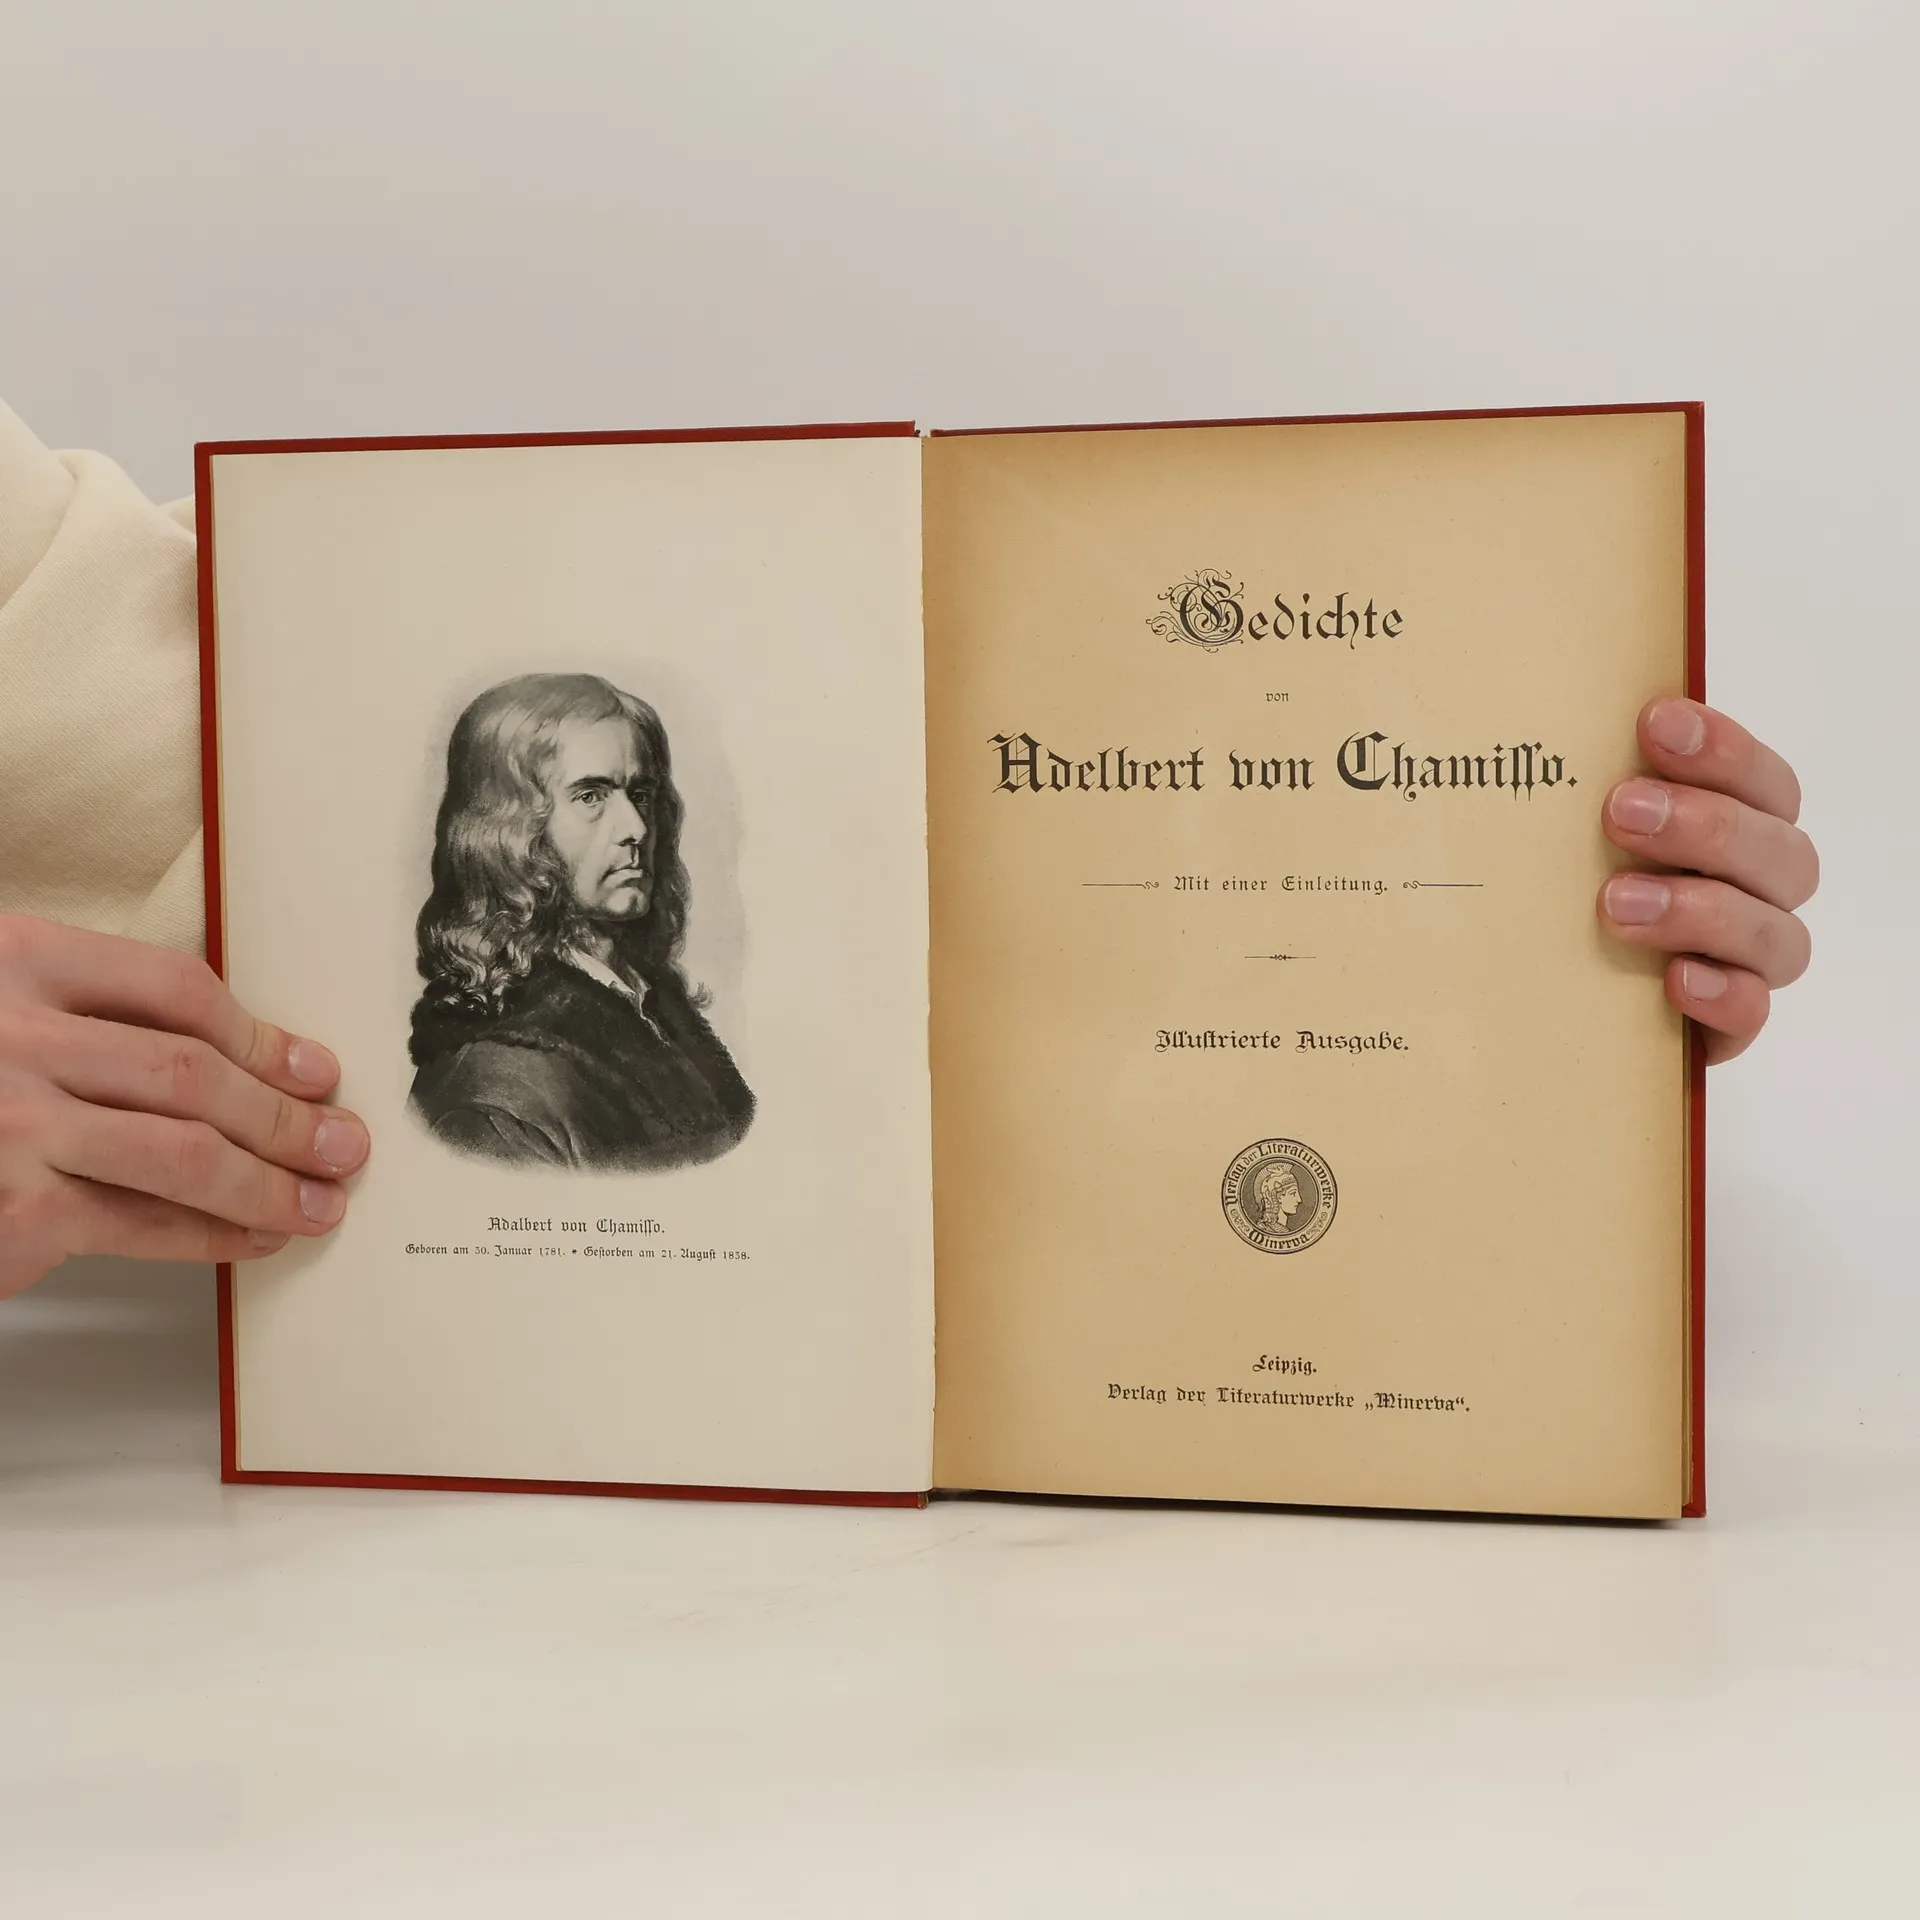 Adalbert von Chamiſſo.
Geboren am 30. Januar 1781. * Geſtorben am 21. Auguſt 1838.
Gedichte
von
Adelbert von Chamiſſo.
Mit einer Einleitung.
Illuſtrierte Ausgabe.
Verlag der Literaturwerke
Minerva
Leipzig.
Verlag der Literaturwerke „Minerva“.